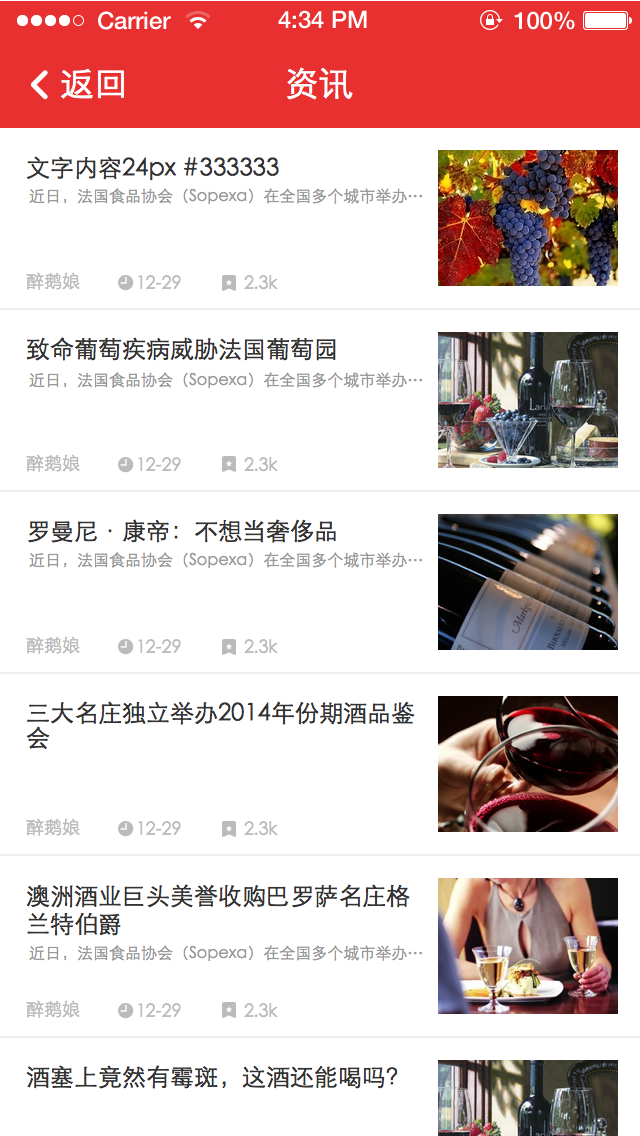 Carrier 4:34 PM 100%
返回 资讯
文字内容24px #333333
近日，法国食品协会（Sopexa）在全国多个城市举办…
醉鹅娘 12-29 2.3k
致命葡萄疾病威胁法国葡萄园
近日，法国食品协会（Sopexa）在全国多个城市举办…
醉鹅娘 12-29 2.3k
罗曼尼·康帝：不想当奢侈品
近日，法国食品协会（Sopexa）在全国多个城市举办…
醉鹅娘 12-29 2.3k
三大名庄独立举办2014年份期酒品鉴
会
醉鹅娘 12-29 2.3k
澳洲酒业巨头美誉收购巴罗萨名庄格
兰特伯爵
近日，法国食品协会（Sopexa）在全国多个城市举办…
醉鹅娘 12-29 2.3k
酒塞上竟然有霉斑，这酒还能喝吗？